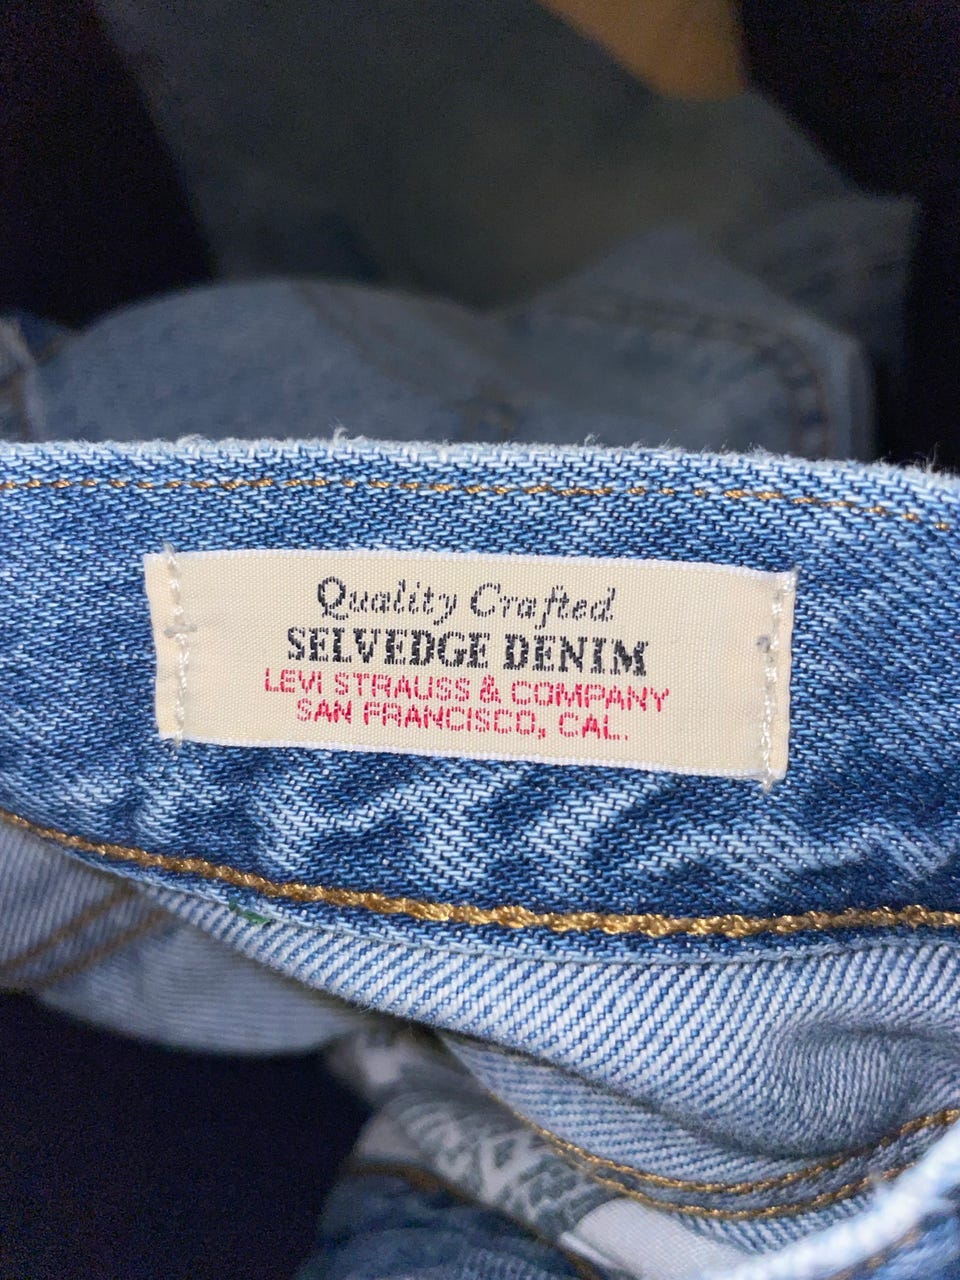 Quality Crafted
SELVEDGE DENIM
LEVI STRAUSS & COMPANY
SAN FRANCISCO, CAL.